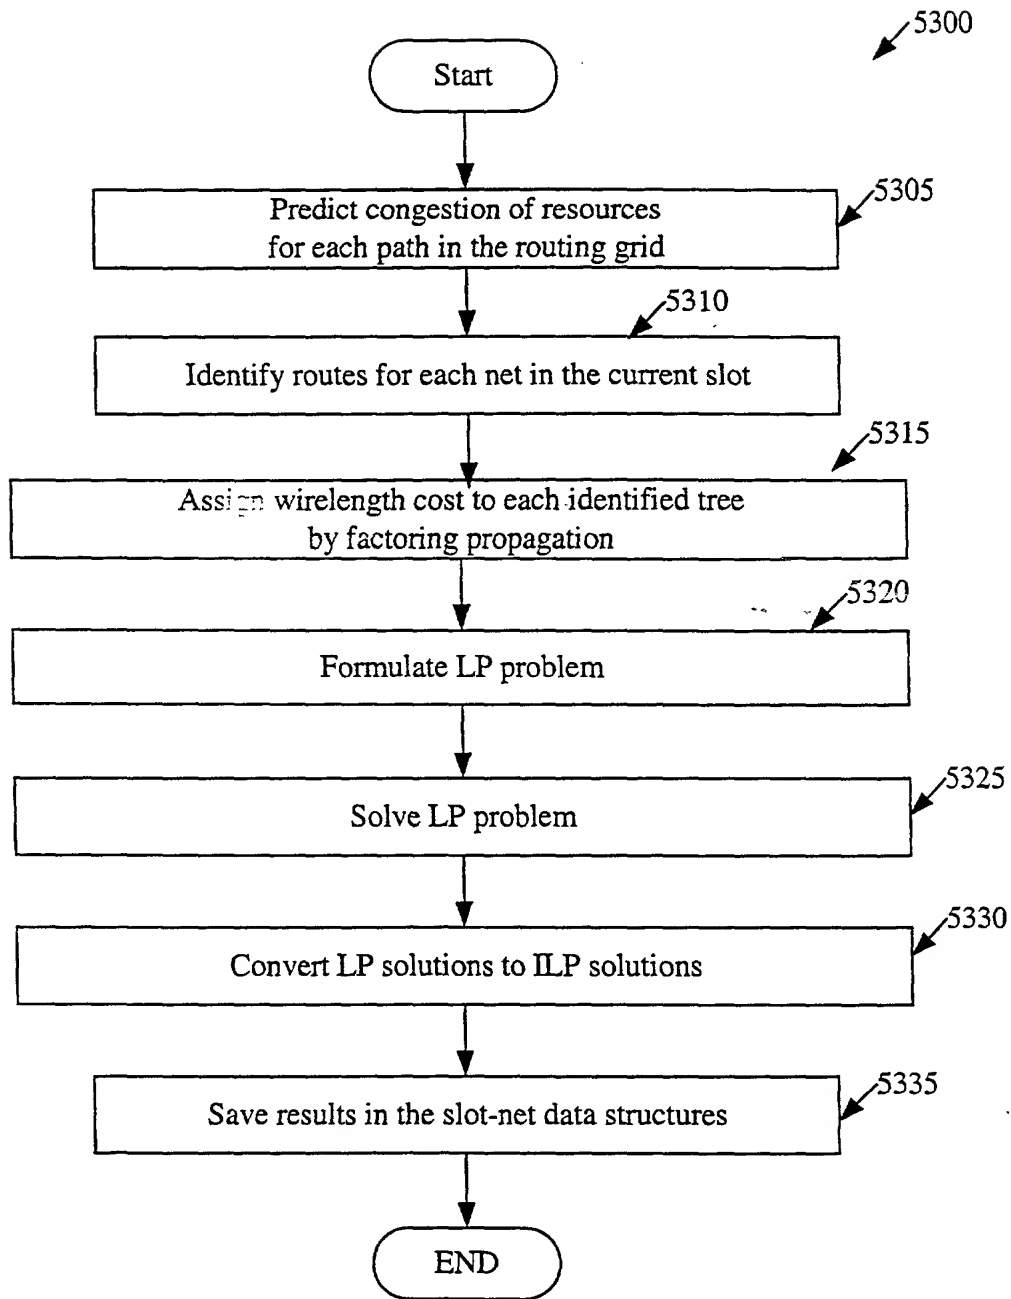 5300
Start
5305
Predict congestion of resources
for each path in the routing grid
5310
Identify routes for each net in the current slot
5315
Assign wirelength cost to each identified tree
by factoring propagation
5320
Formulate LP problem
5325
Solve LP problem
5330
Convert LP solutions to ILP solutions
5335
Save results in the slot-net data structures
END